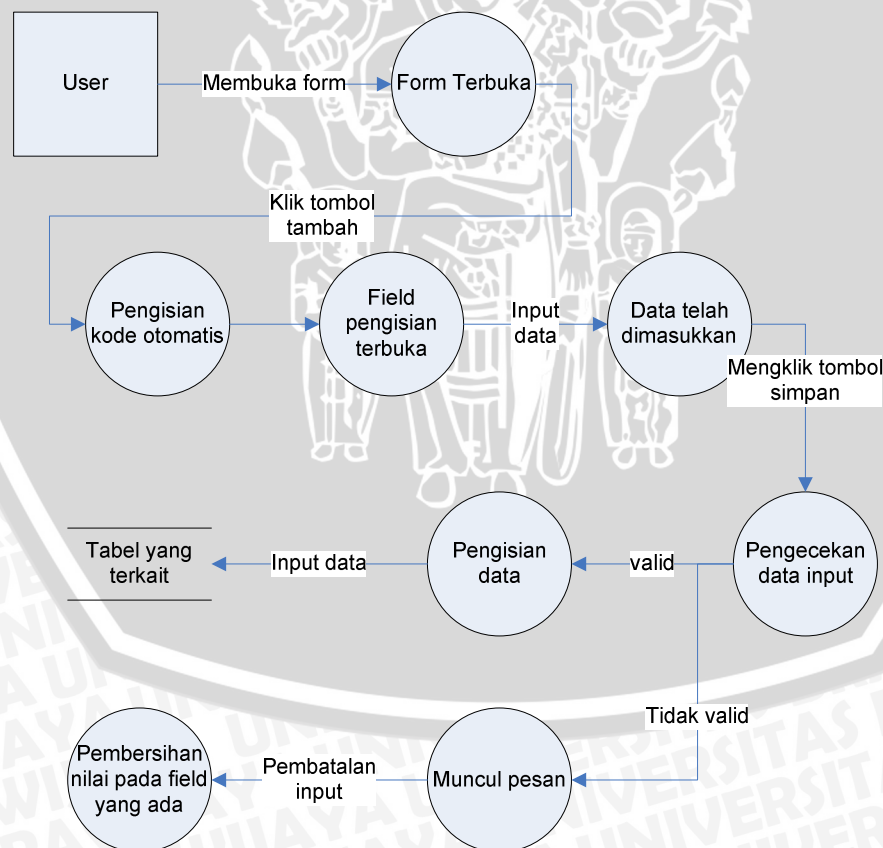 User
Membuka form
Form Terbuka
Klik tombol
tambah
Pengisian
kode otomatis
Field
pengisian
terbuka
Input
data
Data telah
dimasukkan
Mengklik tombol
simpan
Tabel yang
terkait
Input data
Pengisian
data
valid
Pengecekan
data input
Tidak valid
Pembersihan
nilai pada field
yang ada
Pembatalan
input
Muncul pesan